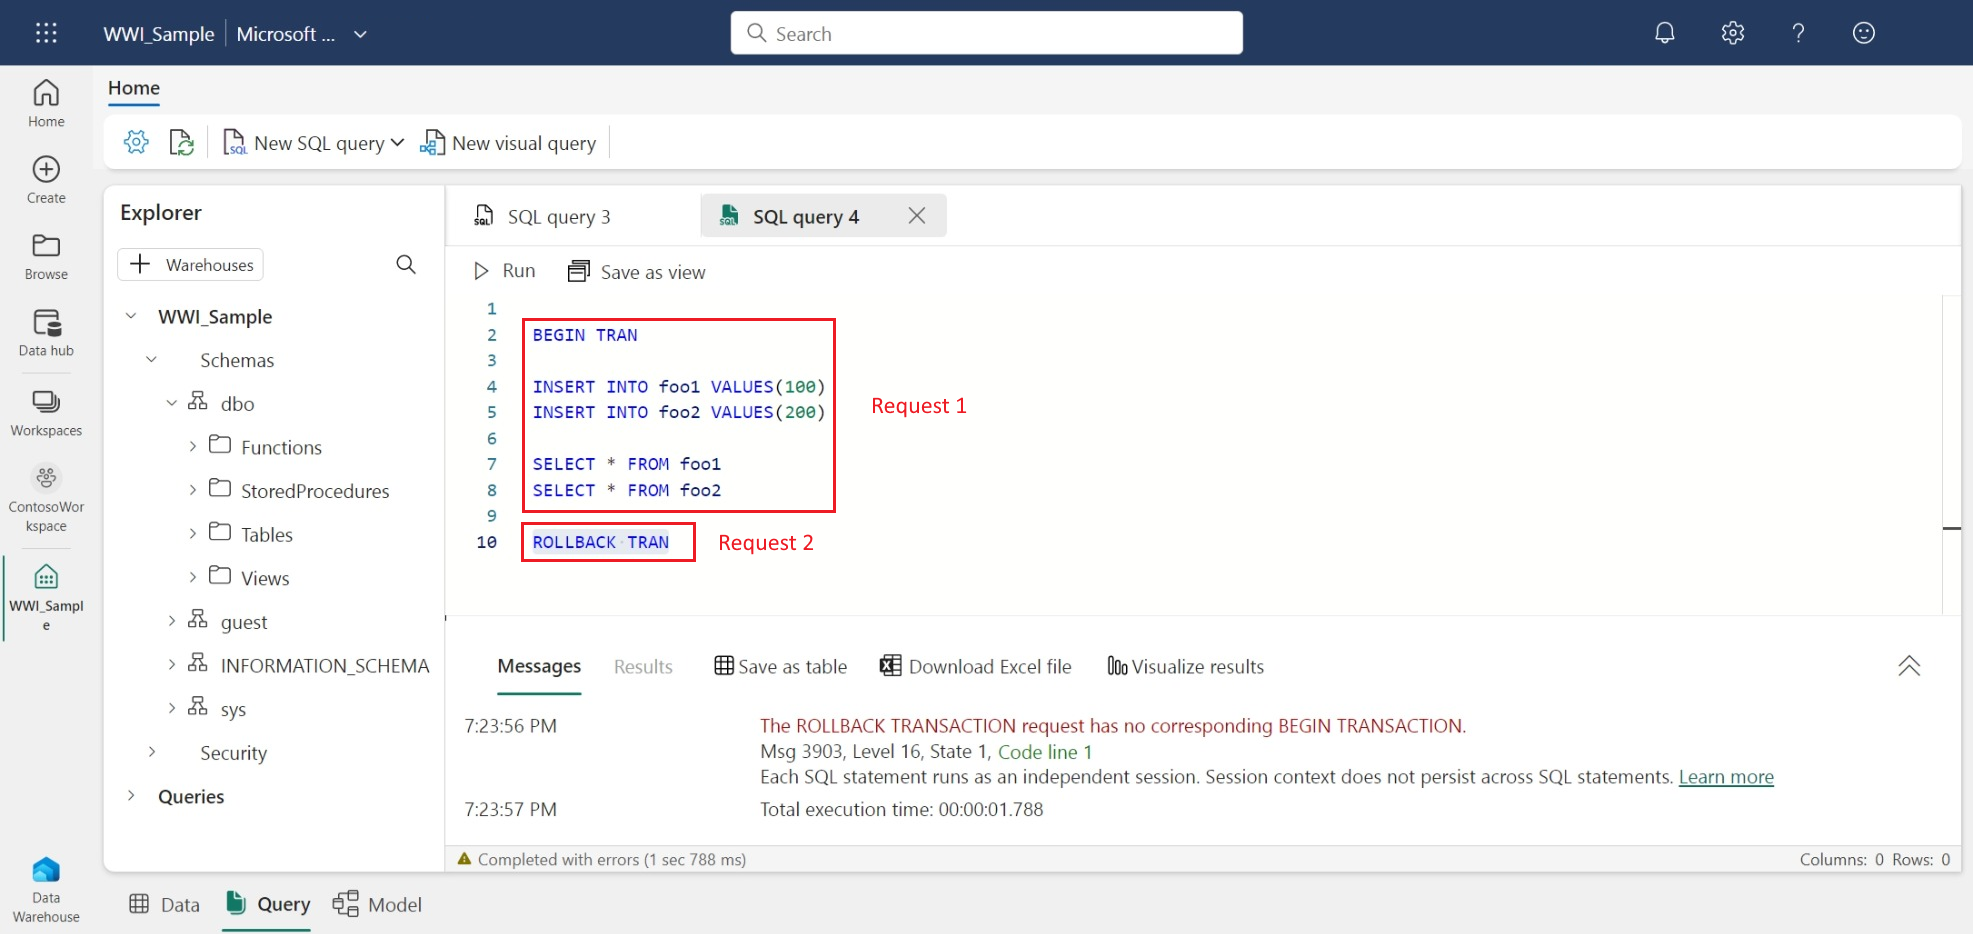 WWI_Sample
Microsoft ...
Search
Home
Home
Create
Browse
Data hub
Workspaces
ContosoWor
kspace
WWI_Sampl
e
Data
Warehouse
New SQL query
New visual query
Explorer
Warehouses
WWI_Sample
Schemas
dbo
Functions
StoredProcedures
Tables
Views
guest
INFORMATION_SCHEMA
sys
Security
Queries
SQL query 3
SQL query 4
Run
Save as view
1
2 BEGIN TRAN
3
4 INSERT INTO foo1 VALUES(100)
5 INSERT INTO foo2 VALUES(200)
6
7 SELECT * FROM foo1
8 SELECT * FROM foo2
9
10 ROLLBACK TRAN
Request 1
Request 2
Messages
Results
Save as table
Download Excel file
Visualize results
7:23:56 PM
The ROLLBACK TRANSACTION request has no corresponding BEGIN TRANSACTION.
Msg 3903, Level 16, State 1, Code line 1
Each SQL statement runs as an independent session. Session context does not persist across SQL statements. Learn more
7:23:57 PM
Total execution time: 00:00:01.788
Completed with errors (1 sec 788 ms)
Columns: 0 Rows: 0
Data
Query
Model